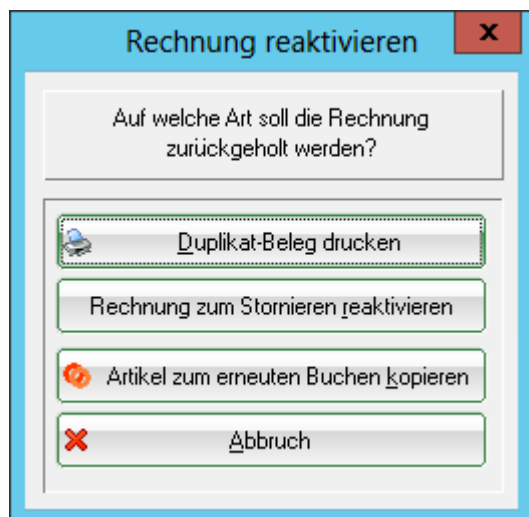 Rechnung reaktivieren
x
Auf welche Art soll die Rechnung
zurückgeholt werden?
Duplikat-Beleg drucken
Rechnung zum Stornieren reaktivieren
Artikel zum erneuten Buchen kopieren
Abbruch